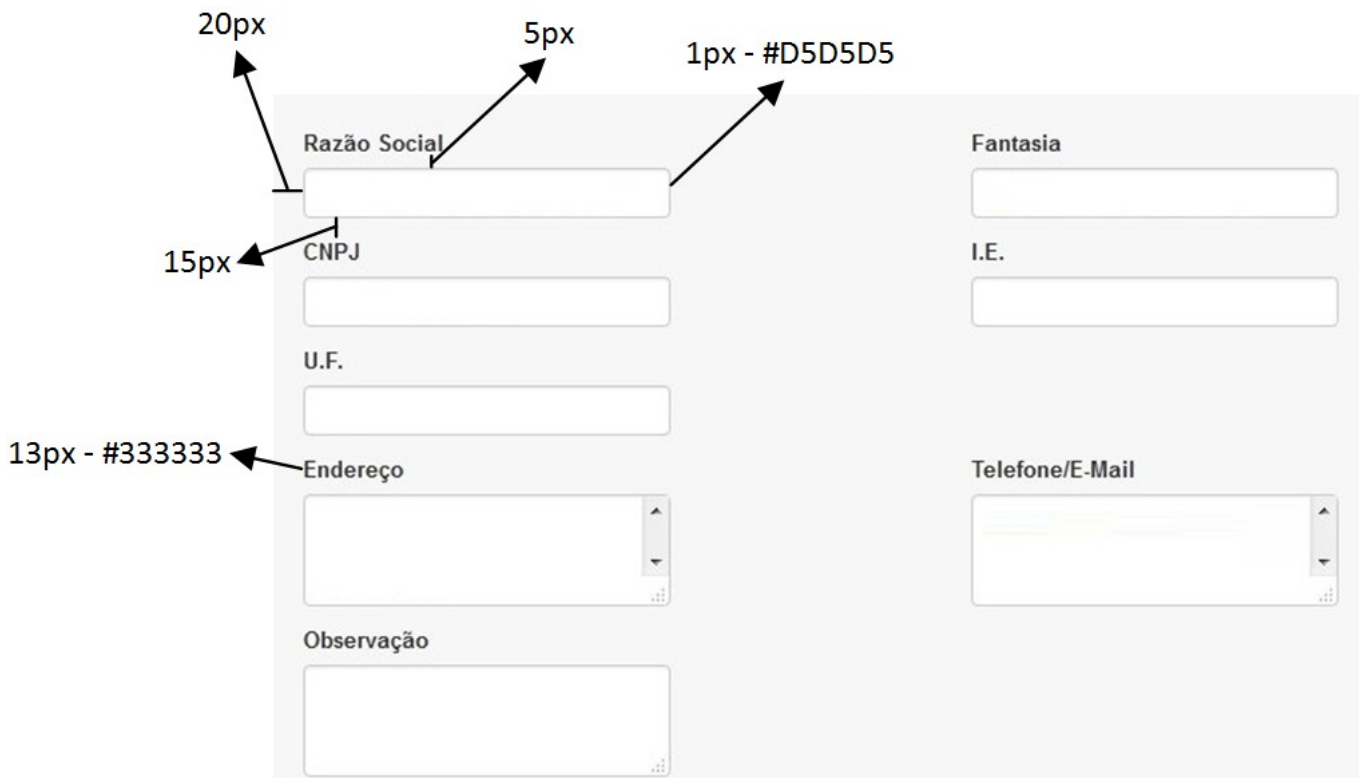 20px
5px
1px - #D5D5D5
Razão Social
Fantasia
15px
CNPJ
I.E.
U.F.
13px - #333333
Endereço
Telefone/E-Mail
Observação